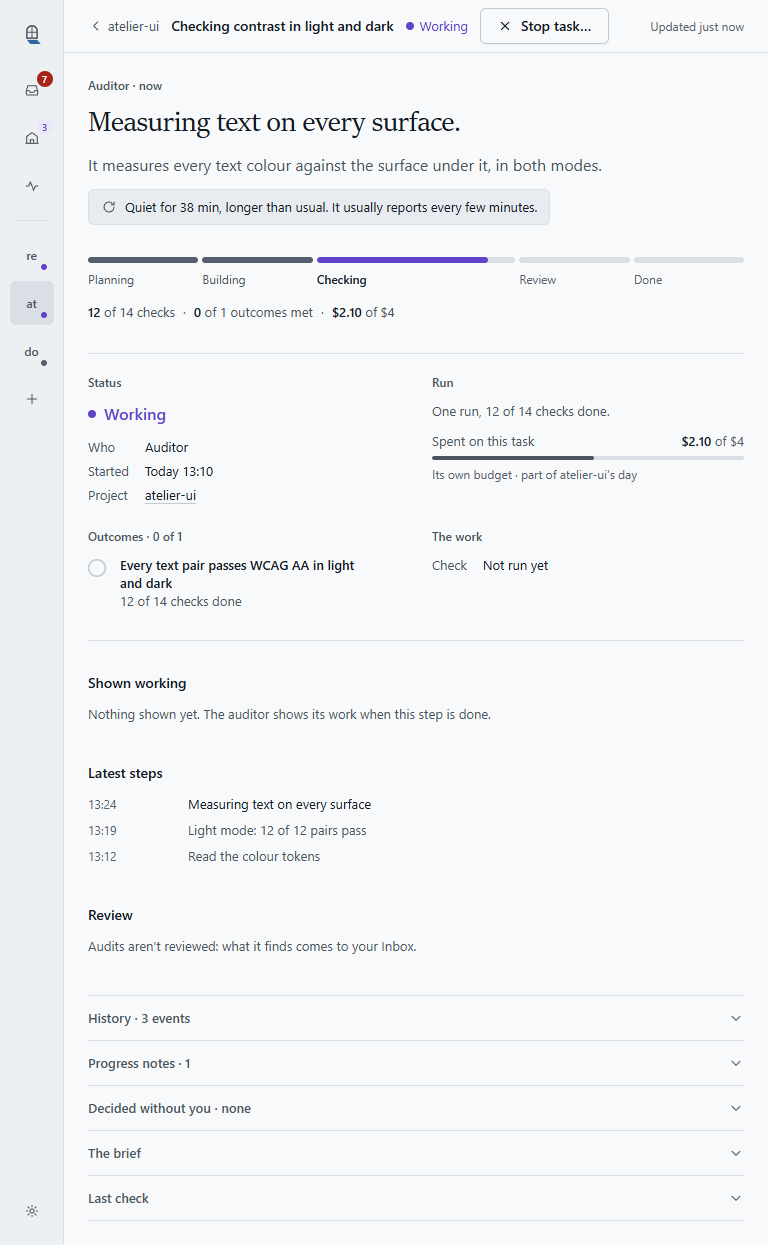 atelier-ui Checking contrast in light and dark Working Stop task... Updated just now
7
3
re
at
do
Auditor · now
Measuring text on every surface.
It measures every text colour against the surface under it, in both modes.
Quiet for 38 min, longer than usual. It usually reports every few minutes.
Planning Building Checking Review Done
12 of 14 checks · 0 of 1 outcomes met · $2.10 of $4
Status
Working
Who Auditor
Started Today 13:10
Project atelier-ui
Run
One run, 12 of 14 checks done.
Spent on this task $2.10 of $4
Its own budget · part of atelier-ui's day
Outcomes · 0 of 1
Every text pair passes WCAG AA in light
and dark
12 of 14 checks done
The work
Check Not run yet
Shown working
Nothing shown yet. The auditor shows its work when this step is done.
Latest steps
13:24 Measuring text on every surface
13:19 Light mode: 12 of 12 pairs pass
13:12 Read the colour tokens
Review
Audits aren't reviewed: what it finds comes to your Inbox.
History · 3 events
Progress notes · 1
Decided without you · none
The brief
Last check